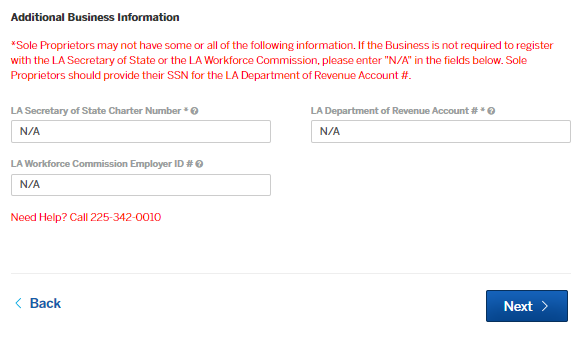 Additional Business Information
*Sole Proprietors may not have some or all of the following information. If the Business is not required to register
with the LA Secretary of State or the LA Workforce Commission, please enter "N/A" in the fields below. Sole
Proprietors should provide their SSN for the LA Department of Revenue Account #.
LA Secretary of State Charter Number *
LA Department of Revenue Account # *
N/A
N/A
LA Workforce Commission Employer ID #
N/A
Need Help? Call 225-342-0010
Back
Next